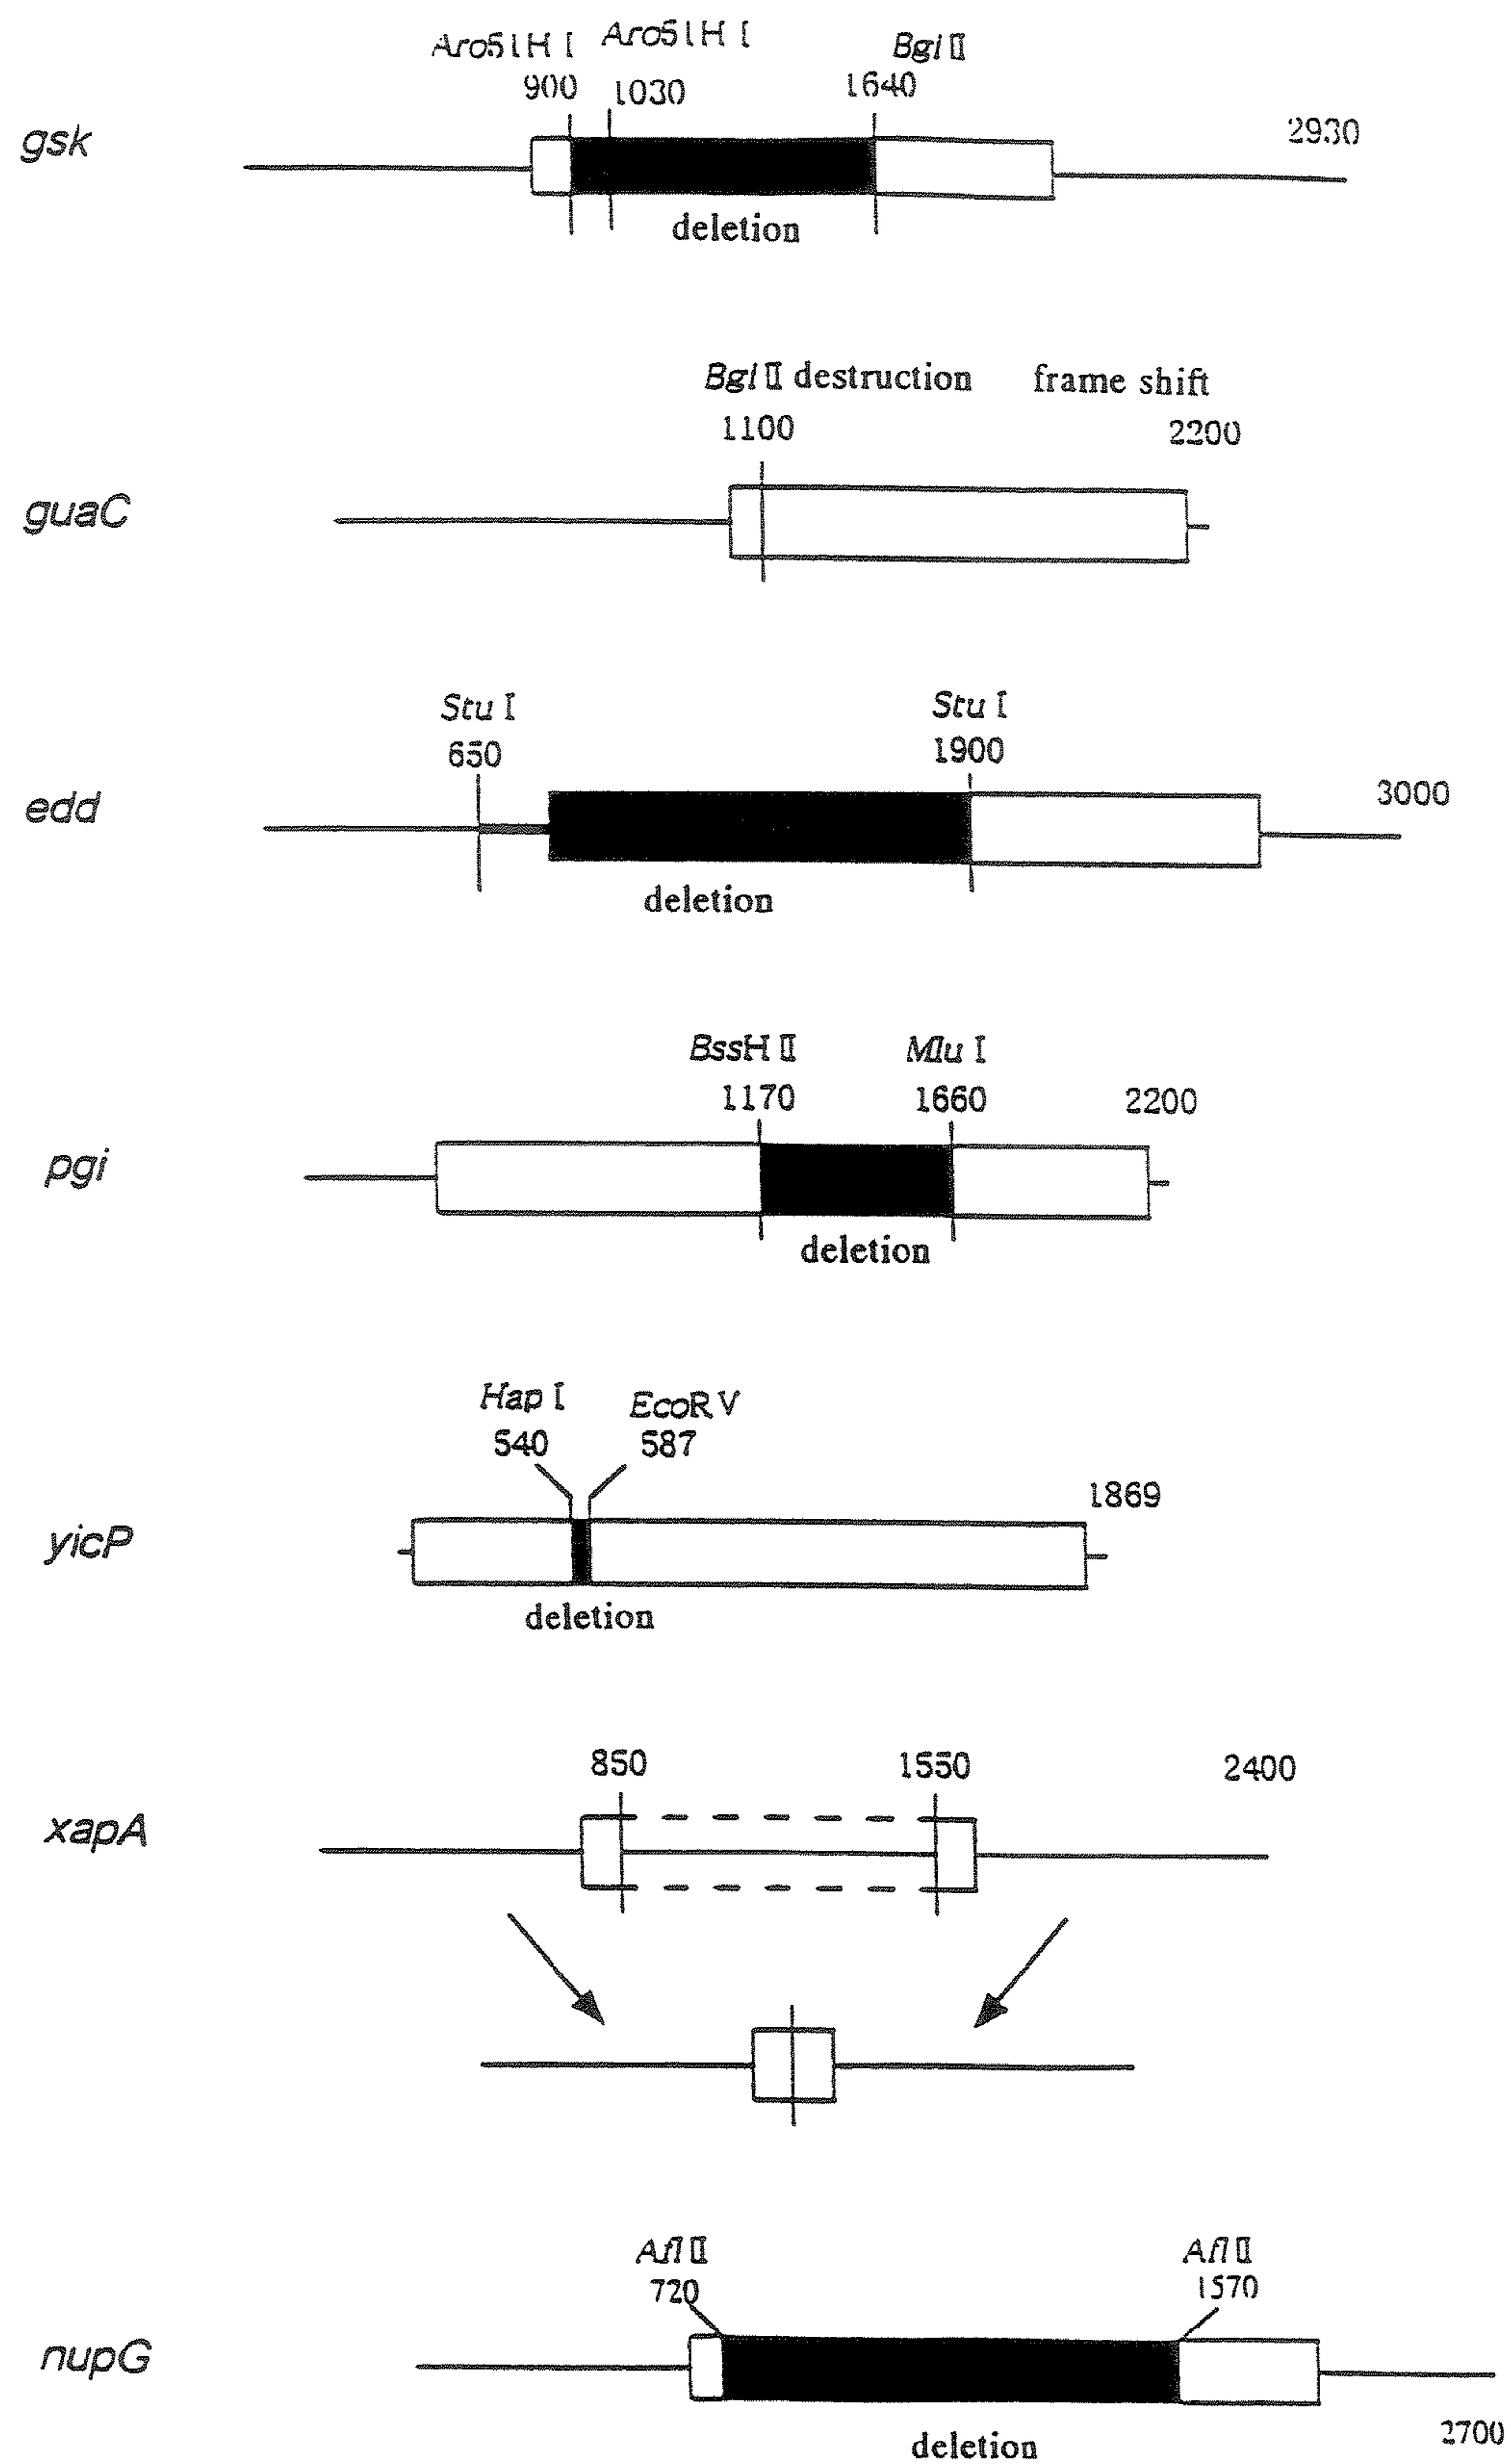 Aro51H I Aro51H I Bgl II
900 1030 1640
gsk 2930
deletion
Bgl II destruction frame shift
1100 2200
guaC
Stu I Stu I
650 1900
edd 3000
deletion
BssH II Mlu I
1170 1660 2200
pgi
deletion
Hap I EcoR V
540 587
1869
yicP
deletion
850 1550 2400
xapA
Afl II Afl II
720 1570
nupG
deletion 2700